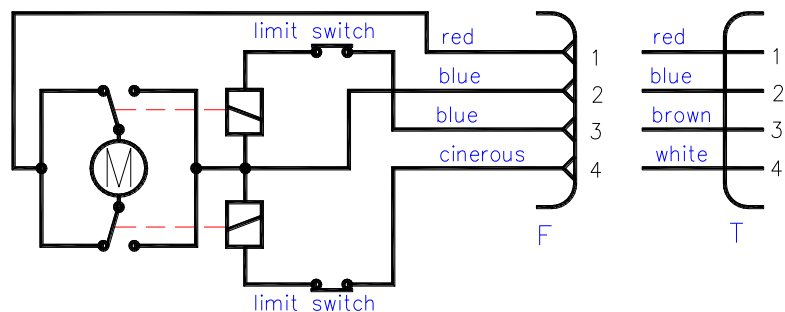 limit switch
red
red
1
1
blue
blue
2
2
blue
brown
3
3
M
cinerous
white
4
4
F
T
limit switch